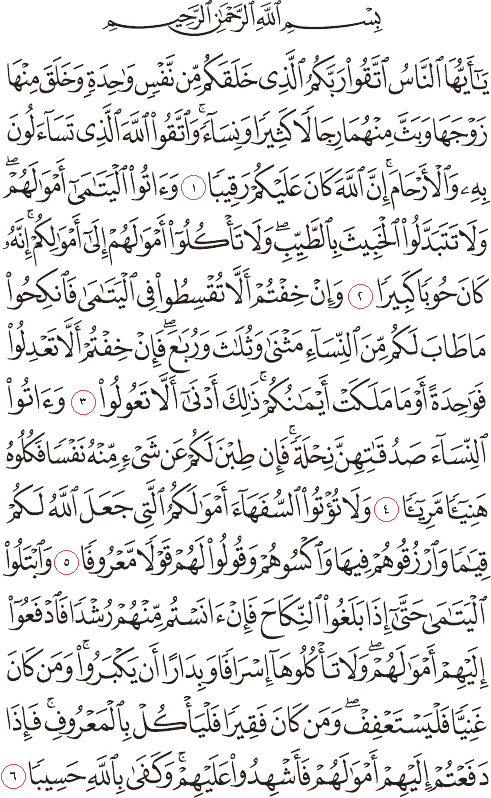 بِسْمِ ٱللَّهِ ٱلرَّحْمَٰنِ ٱلرَّحِيمِ
يَٰٓأَيُّهَا ٱلنَّاسُ ٱتَّقُوا۟ رَبَّكُمُ ٱلَّذِى خَلَقَكُم مِّن نَّفْسٍ وَٰحِدَةٍ وَخَلَقَ مِنْهَا
زَوْجَهَا وَبَثَّ مِنْهُمَا رِجَالًا كَثِيرًا وَنِسَآءً ۚ وَٱتَّقُوا۟ ٱللَّهَ ٱلَّذِى تَسَآءَلُونَ
بِهِۦ وَٱلْأَرْحَامَ ۚ إِنَّ ٱللَّهَ كَانَ عَلَيْكُمْ رَقِيبًا ١ وَءَاتُوا۟ ٱلْيَتَٰمَىٰٓ أَمْوَٰلَهُمْ ۖ
وَلَا تَتَبَدَّلُوا۟ ٱلْخَبِيثَ بِٱلطَّيِّبِ ۖ وَلَا تَأْكُلُوٓا۟ أَمْوَٰلَهُمْ إِلَىٰٓ أَمْوَٰلِكُمْ ۚ إِنَّهُۥ
كَانَ حُوبًا كَبِيرًا ٢ وَإِنْ خِفْتُمْ أَلَّا تُقْسِطُوا۟ فِى ٱلْيَتَٰمَىٰ فَٱنكِحُوا۟
مَا طَابَ لَكُم مِّنَ ٱلنِّسَآءِ مَثْنَىٰ وَثُلَٰثَ وَرُبَٰعَ ۖ فَإِنْ خِفْتُمْ أَلَّا تَعْدِلُوا۟
فَوَٰحِدَةً أَوْ مَا مَلَكَتْ أَيْمَٰنُكُمْ ۚ ذَٰلِكَ أَدْنَىٰٓ أَلَّا تَعُولُوا۟ ٣ وَءَاتُوا۟
ٱلنِّسَآءَ صَدُقَٰتِهِنَّ نِحْلَةً ۚ فَإِن طِبْنَ لَكُمْ عَن شَىْءٍ مِّنْهُ نَفْسًا فَكُلُوهُ
هَنِيٓـًٔا مَّرِيٓـًٔا ٤ وَلَا تُؤْتُوا۟ ٱلسُّفَهَآءَ أَمْوَٰلَكُمُ ٱلَّتِى جَعَلَ ٱللَّهُ لَكُمْ
قِيَٰمًا وَٱرْزُقُوهُمْ فِيهَا وَٱكْسُوهُمْ وَقُولُوا۟ لَهُمْ قَوْلًا مَّعْرُوفًا ٥ وَٱبْتَلُوا۟
ٱلْيَتَٰمَىٰ حَتَّىٰٓ إِذَا بَلَغُوا۟ ٱلنِّكَاحَ فَإِنْ ءَانَسْتُم مِّنْهُمْ رُشْدًا فَٱدْفَعُوٓا۟
إِلَيْهِمْ أَمْوَٰلَهُمْ ۖ وَلَا تَأْكُلُوهَآ إِسْرَافًا وَبِدَارًا أَن يَكْبَرُوا۟ ۚ وَمَن كَانَ
غَنِيًّا فَلْيَسْتَعْفِفْ ۖ وَمَن كَانَ فَقِيرًا فَلْيَأْكُلْ بِٱلْمَعْرُوفِ ۚ فَإِذَا
دَفَعْتُمْ إِلَيْهِمْ أَمْوَٰلَهُمْ فَأَشْهِدُوا۟ عَلَيْهِمْ ۚ وَكَفَىٰ بِٱللَّهِ حَسِيبًا ٦